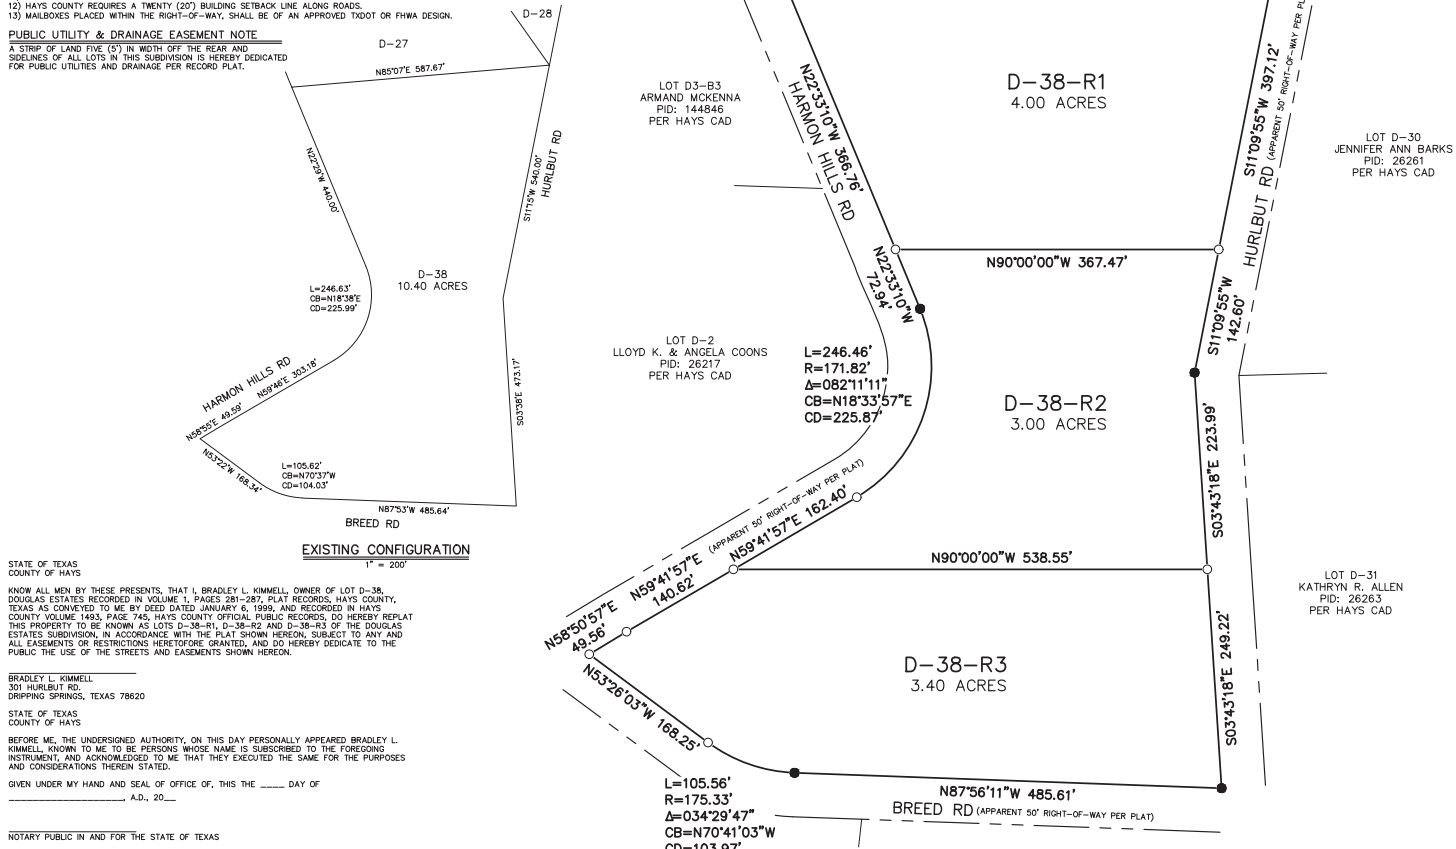 12) HAYS COUNTY REQUIRES A TWENTY (20') BUILDING SETBACK LINE ALONG ROADS.
13) MAILBOXES PLACED WITHIN THE RIGHT-OF-WAY, SHALL BE OF AN APPROVED TXDOT OR FHWA DESIGN.
PUBLIC UTILITY & DRAINAGE EASEMENT NOTE
A STRIP OF LAND FIVE (5') IN WIDTH OFF THE REAR AND
SIDELINES OF ALL LOTS IN THIS SUBDIVISION IS HEREBY DEDICATED
FOR PUBLIC UTILITIES AND DRAINAGE PER RECORD PLAT.
D-28
D-27
N85°07'E 587.67'
N22°29'W 440.00'
S11°15'W 540.00'
HURLBUT RD
D-38
10.40 ACRES
L=246.63'
CB=N18°38'E
CD=225.99'
HARMON HILLS RD
N59°46'E 303.18'
N58°55'E 49.59'
N53°22'W 168.34'
L=105.62'
CB=N70°37'W
CD=104.03'
S03°38'E 473.17'
N87°53'W 485.64'
BREED RD
EXISTING CONFIGURATION
1" = 200'
STATE OF TEXAS
COUNTY OF HAYS
KNOW ALL MEN BY THESE PRESENTS, THAT I, BRADLEY L. KIMMELL, OWNER OF LOT D-38,
DOUGLAS ESTATES RECORDED IN VOLUME 1, PAGES 281-287, PLAT RECORDS, HAYS COUNTY,
TEXAS AS CONVEYED TO ME BY DEED DATED JANUARY 6, 1999, AND RECORDED IN HAYS
COUNTY VOLUME 1493, PAGE 745, HAYS COUNTY OFFICIAL PUBLIC RECORDS, DO HEREBY REPLAT
THIS PROPERTY TO BE KNOWN AS LOTS D-38-R1, D-38-R2 AND D-38-R3 OF THE DOUGLAS
ESTATES SUBDIVISION, IN ACCORDANCE WITH THE PLAT SHOWN HEREON, SUBJECT TO ANY AND
ALL EASEMENTS OR RESTRICTIONS HERETOFORE GRANTED, AND DO HEREBY DEDICATE TO THE
PUBLIC THE USE OF THE STREETS AND EASEMENTS SHOWN HEREON.
BRADLEY L. KIMMELL
301 HURLBUT RD.
DRIPPING SPRINGS, TEXAS 78620
STATE OF TEXAS
COUNTY OF HAYS
BEFORE ME, THE UNDERSIGNED AUTHORITY, ON THIS DAY PERSONALLY APPEARED BRADLEY L.
KIMMELL, KNOWN TO ME TO BE PERSONS WHOSE NAME IS SUBSCRIBED TO THE FOREGOING
INSTRUMENT, AND ACKNOWLEDGED TO ME THAT THEY EXECUTED THE SAME FOR THE PURPOSES
AND CONSIDERATIONS THEREIN STATED.
GIVEN UNDER MY HAND AND SEAL OF OFFICE OF, THIS THE ____ DAY OF
____________________, A.D., 20__
NOTARY PUBLIC IN AND FOR THE STATE OF TEXAS
LOT D3-B3
ARMAND MCKENNA
PID: 144846
PER HAYS CAD
N22°33'10"W 366.76'
HARMON HILLS RD
D-38-R1
4.00 ACRES
S11°09'55"W 397.12'
HURLBUT RD (APPARENT 50' RIGHT-OF-WAY PER PL
LOT D-30
JENNIFER ANN BARKS
PID: 26261
PER HAYS CAD
N90°00'00"W 367.47'
N22°33'10"W
72.94'
S11°09'55"W
142.60'
LOT D-2
LLOYD K. & ANGELA COONS
PID: 26217
PER HAYS CAD
L=246.46'
R=171.82'
Δ=082°11'11"
CB=N18°33'57"E
CD=225.87'
D-38-R2
3.00 ACRES
S03°43'18"E 223.99'
(APPARENT 50' RIGHT-OF-WAY PER PLAT)
N59°41'57"E 162.40'
N90°00'00"W 538.55'
N59°41'57"E
140.62'
N58°50'57"E
49.56'
LOT D-31
KATHRYN R. ALLEN
PID: 26263
PER HAYS CAD
D-38-R3
3.40 ACRES
S03°43'18"E 249.22'
N53°26'03"W 168.25'
L=105.56'
R=175.33'
Δ=034°29'47"
CB=N70°41'03"W
CD=103.97'
N87°56'11"W 485.61'
BREED RD (APPARENT 50' RIGHT-OF-WAY PER PLAT)